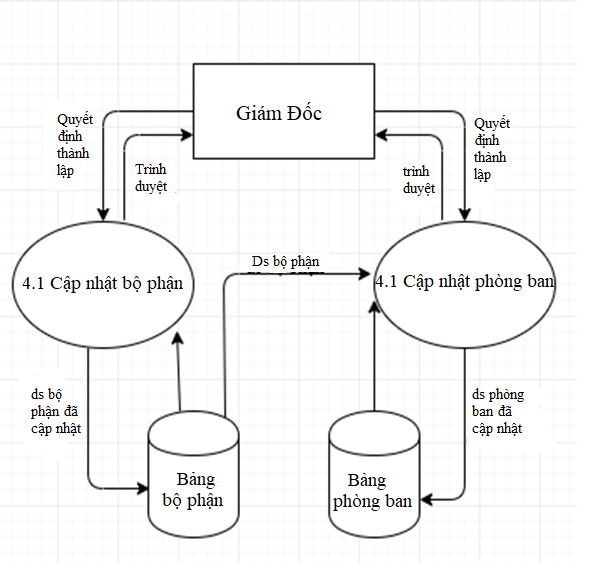 Giám Đốc
Quyết
định
thành
lập
Trình
duyệt
trình
duyệt
Quyết
định
thành
lập
4.1 Cập nhật bộ phận
Ds bộ phận
4.1 Cập nhật phòng ban
ds bộ
phận đã
cập nhật
ds phòng
ban đã
cập nhật
Bảng
bộ phận
Bảng
phòng ban